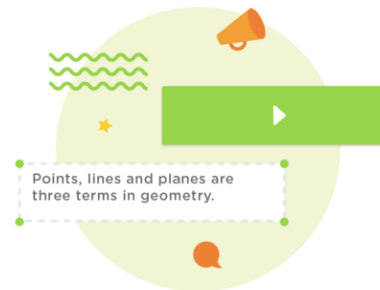 Points, lines and planes are
three terms in geometry.